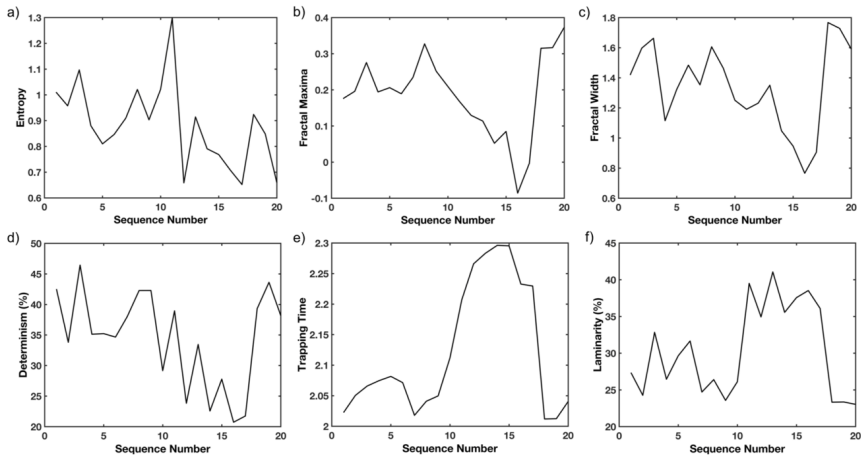 a)
1.3
1.2
1.1
1
0.9
0.8
0.7
0.6
Entropy
0 5 10 15 20
Sequence Number
b)
0.4
0.3
0.2
0.1
0
-0.1
Fractal Maxima
0 5 10 15 20
Sequence Number
c)
1.8
1.6
1.4
1.2
1
0.8
0.6
Fractal Width
0 5 10 15 20
Sequence Number
d)
50
45
40
35
30
25
20
Determinism (%)
0 5 10 15 20
Sequence Number
e)
2.3
2.25
2.2
2.15
2.1
2.05
2
Trapping Time
0 5 10 15 20
Sequence Number
f)
45
40
35
30
25
20
Laminarity (%)
0 5 10 15 20
Sequence Number